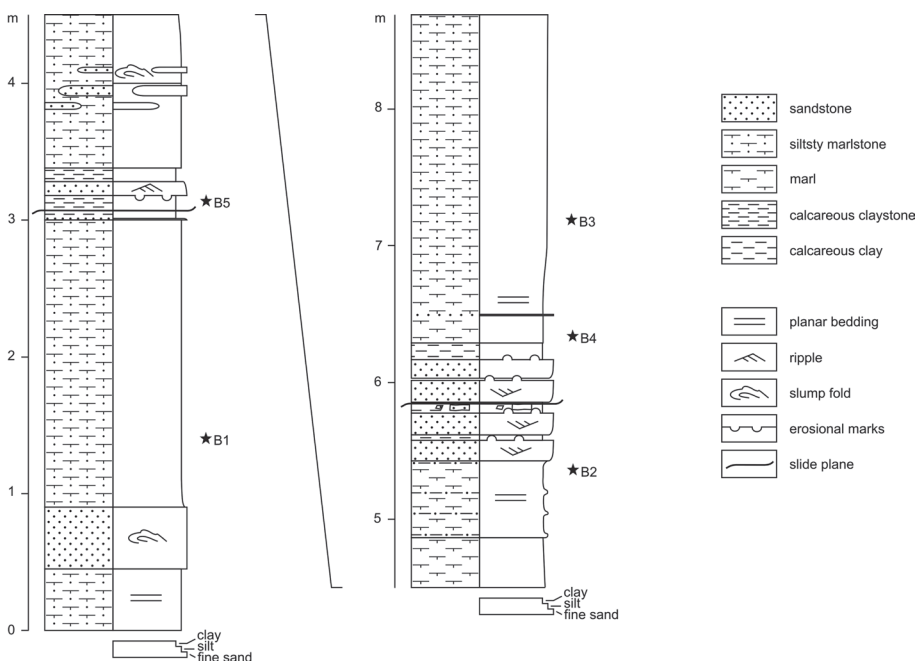 m
4
3
2
1
0
B5
B1
clay
silt
fine sand
m
8
7
6
5
B3
B4
B2
clay
silt
fine sand
sandstone
siltsty marlstone
marl
calcareous claystone
calcareous clay
planar bedding
ripple
slump fold
erosional marks
slide plane